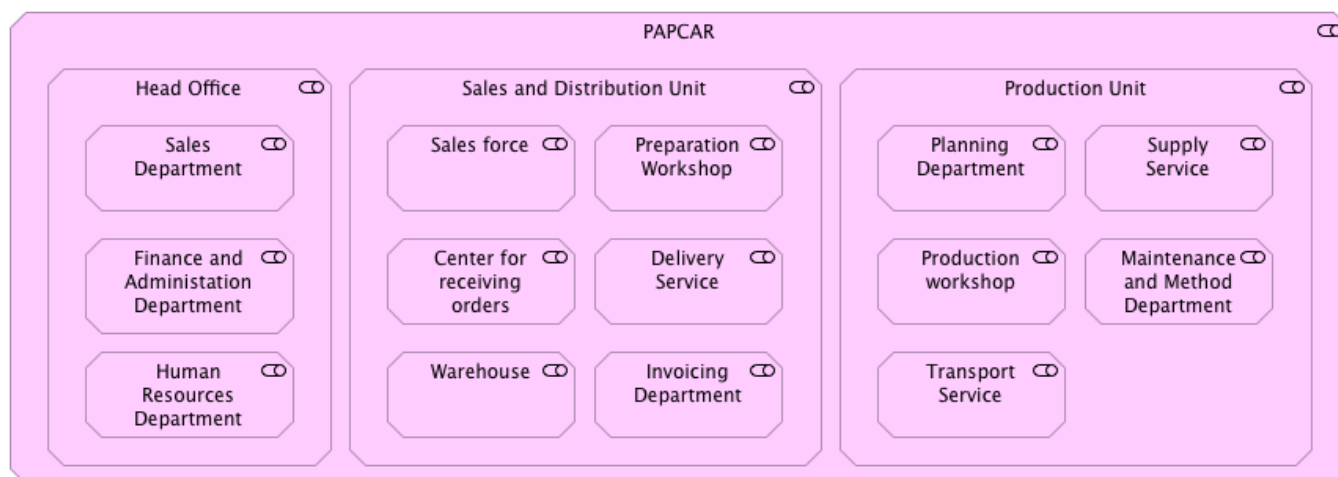 PAPCAR
Head Office
Sales
Department
Finance and
Administation
Department
Human
Resources
Department
Sales and Distribution Unit
Sales force
Preparation
Workshop
Center for
receiving
orders
Delivery
Service
Warehouse
Invoicing
Department
Production Unit
Planning
Department
Supply
Service
Production
workshop
Maintenance
and Method
Department
Transport
Service